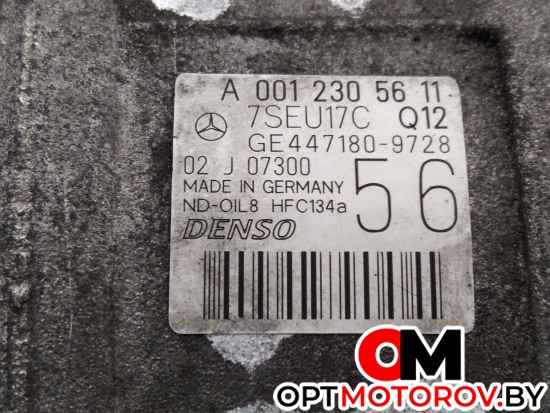 A 001 230 56 11
7SEU17C Q12
GE447180-9728
02 J 07300
MADE IN GERMANY
ND-OIL8 HFC134a
56
DENSO
OM
OPTMOTOROV.BY